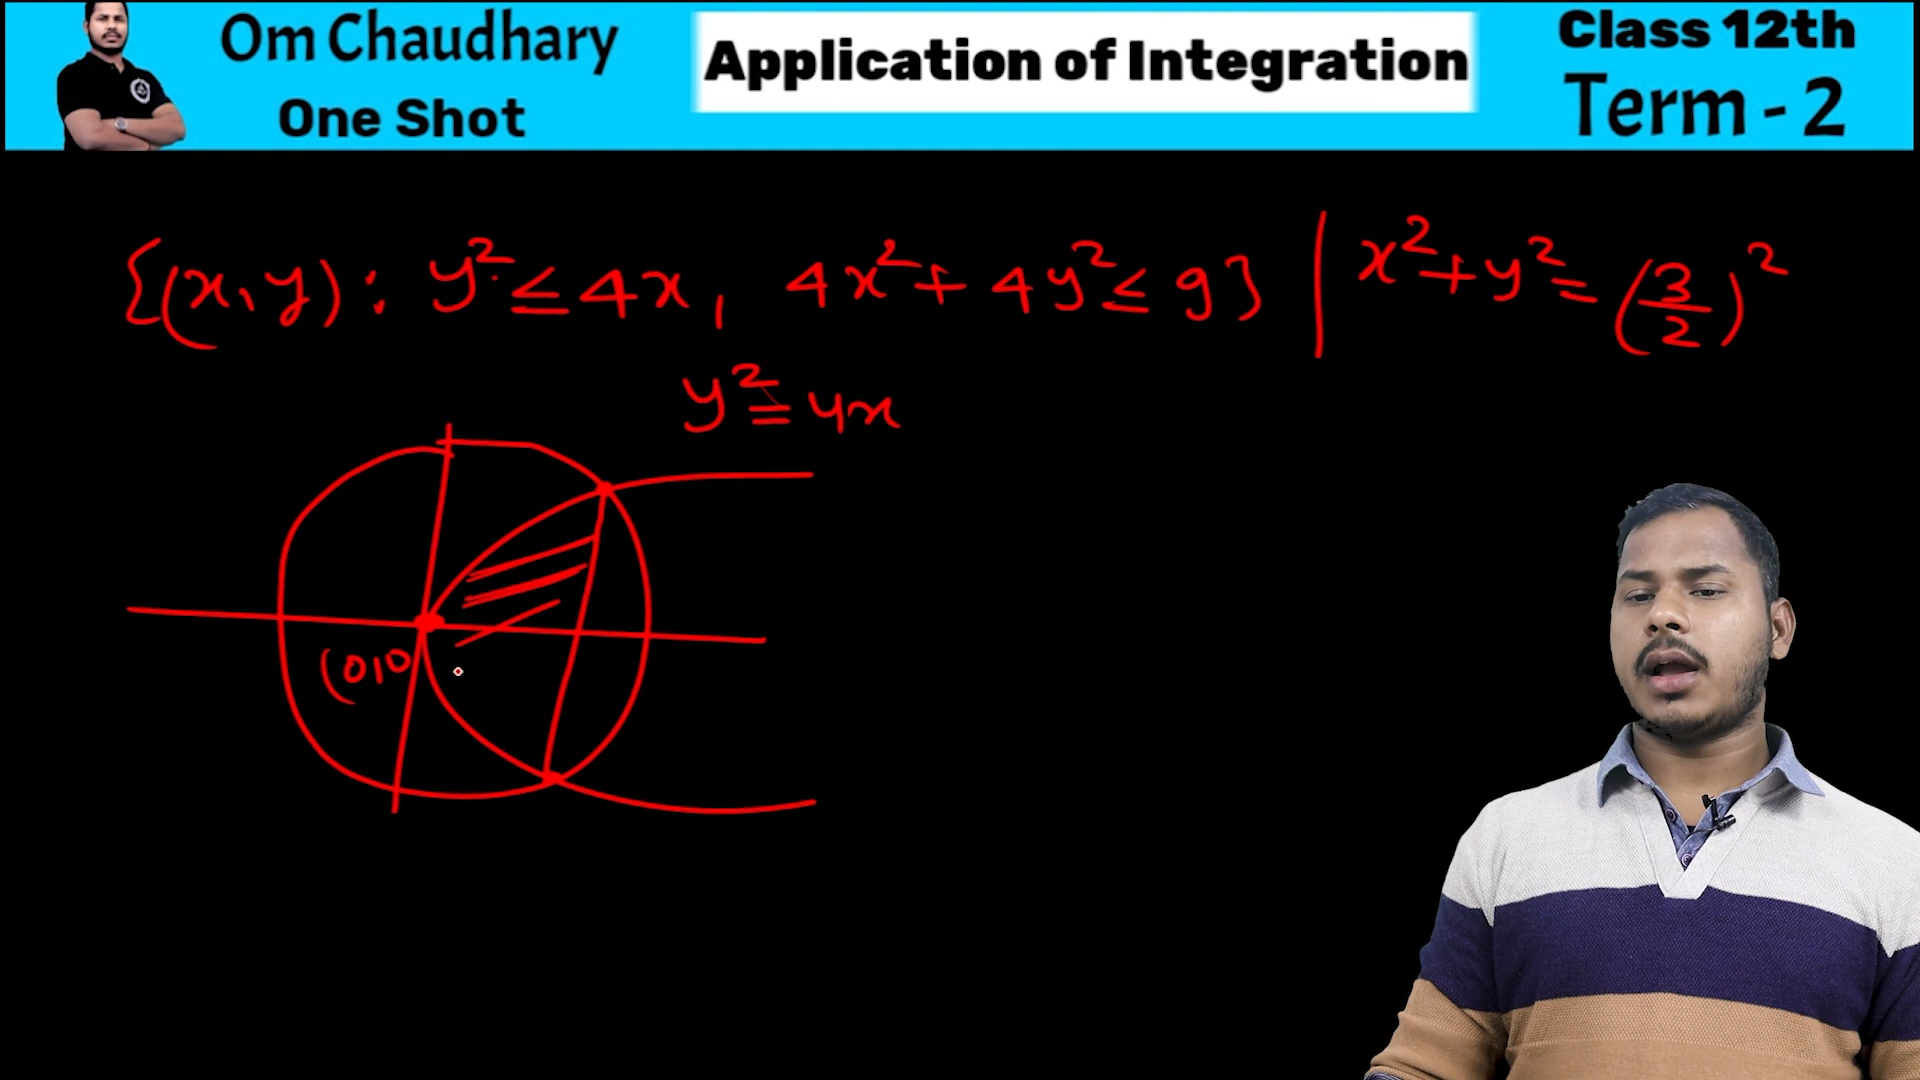 Om Chaudhary
One Shot
Application of Integration
Class 12th
Term - 2
{(x,y) : y² ≤ 4x, 4x² + 4y² ≤ 9} | x² + y² = (3/2)²
y² = 4x
(0,0